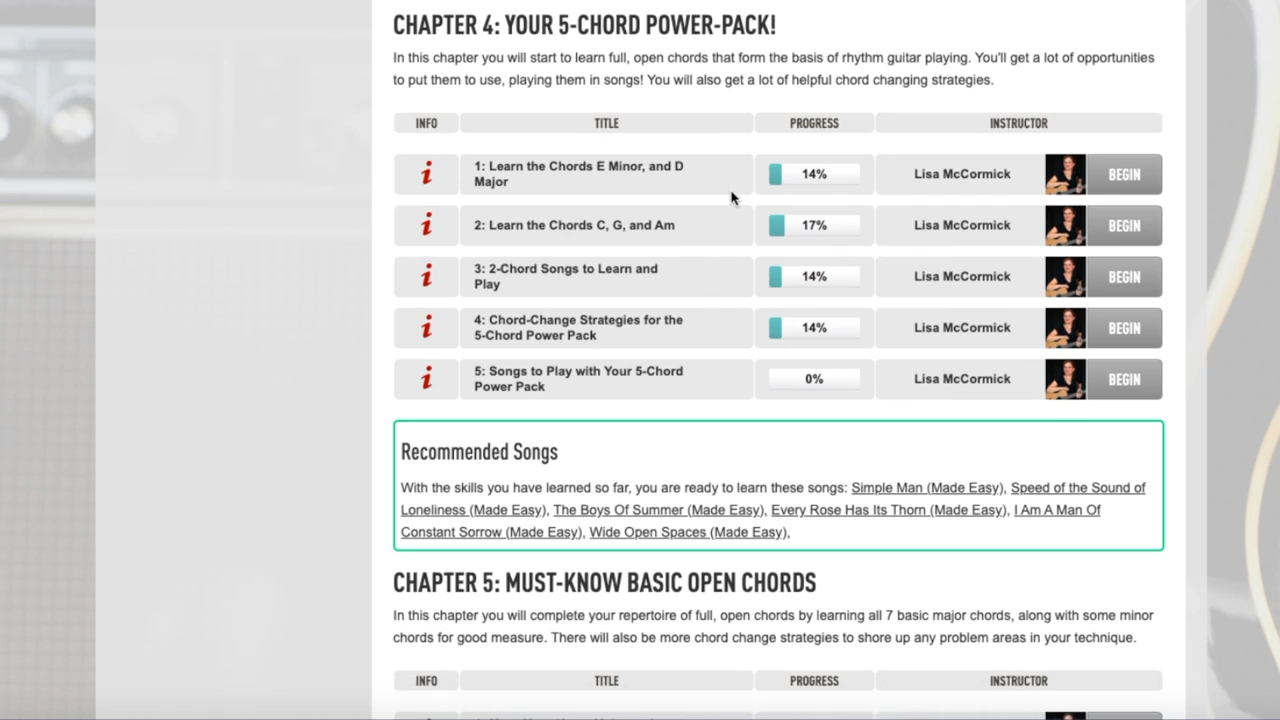 CHAPTER 4: YOUR 5-CHORD POWER-PACK!
In this chapter you will start to learn full, open chords that form the basis of rhythm guitar playing. You'll get a lot of opportunities
to put them to use, playing them in songs! You will also get a lot of helpful chord changing strategies.
INFO TITLE PROGRESS INSTRUCTOR
i 1: Learn the Chords E Minor, and D
Major 14% Lisa McCormick BEGIN
i 2: Learn the Chords C, G, and Am 17% Lisa McCormick BEGIN
i 3: 2-Chord Songs to Learn and
Play 14% Lisa McCormick BEGIN
i 4: Chord-Change Strategies for the
5-Chord Power Pack 14% Lisa McCormick BEGIN
i 5: Songs to Play with Your 5-Chord
Power Pack 0% Lisa McCormick BEGIN
Recommended Songs
With the skills you have learned so far, you are ready to learn these songs: Simple Man (Made Easy), Speed of the Sound of
Loneliness (Made Easy), The Boys Of Summer (Made Easy), Every Rose Has Its Thorn (Made Easy), I Am A Man Of
Constant Sorrow (Made Easy), Wide Open Spaces (Made Easy),
CHAPTER 5: MUST-KNOW BASIC OPEN CHORDS
In this chapter you will complete your repertoire of full, open chords by learning all 7 basic major chords, along with some minor
chords for good measure. There will also be more chord change strategies to shore up any problem areas in your technique.
INFO TITLE PROGRESS INSTRUCTOR